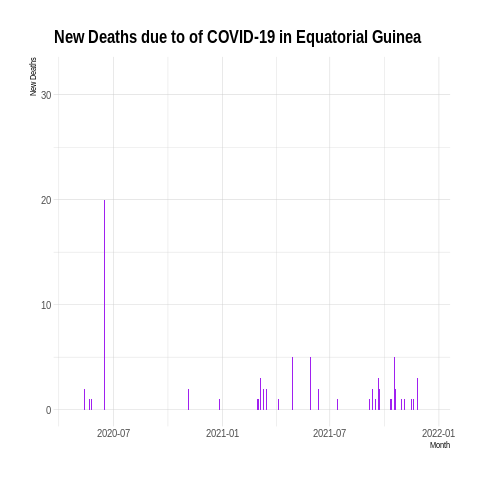 New Deaths due to of COVID-19 in Equatorial Guinea
New Deaths
30
20
10
0
2020-07 2021-01 2021-07 2022-01
Month